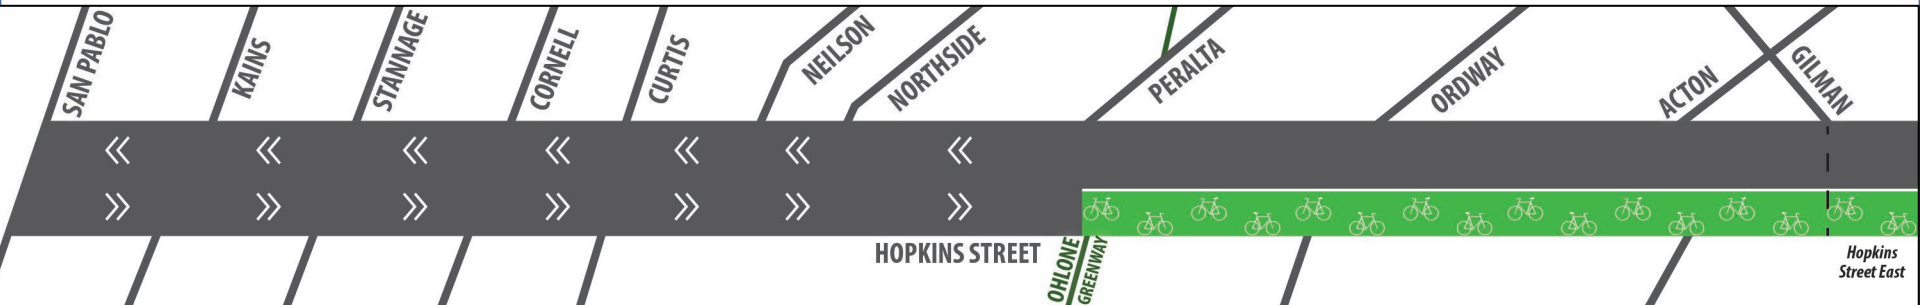 SAN PABLO
KAINS
STANNAGE
CORNELL
CURTIS
NEILSON
NORTHSIDE
PERALTA
ORDWAY
ACTON
GILMAN
HOPKINS STREET
OHLONE
GREENWAY
Hopkins
Street East